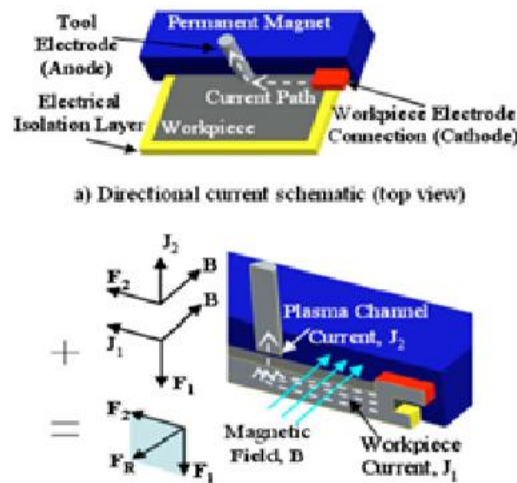 Tool
Electrode
(Anode)
Permanent Magnet
Electrical
Isolation Layer
Current Path
Workpiece
Workpiece Electrode
Connection (Cathode)
a) Directional current schematic (top view)
J2
F2
B
B
J1
F1
+
=
F2
FR
F1
Plasma Channel
Current, J2
Magnetic
Field, B
Workpiece
Current, J1